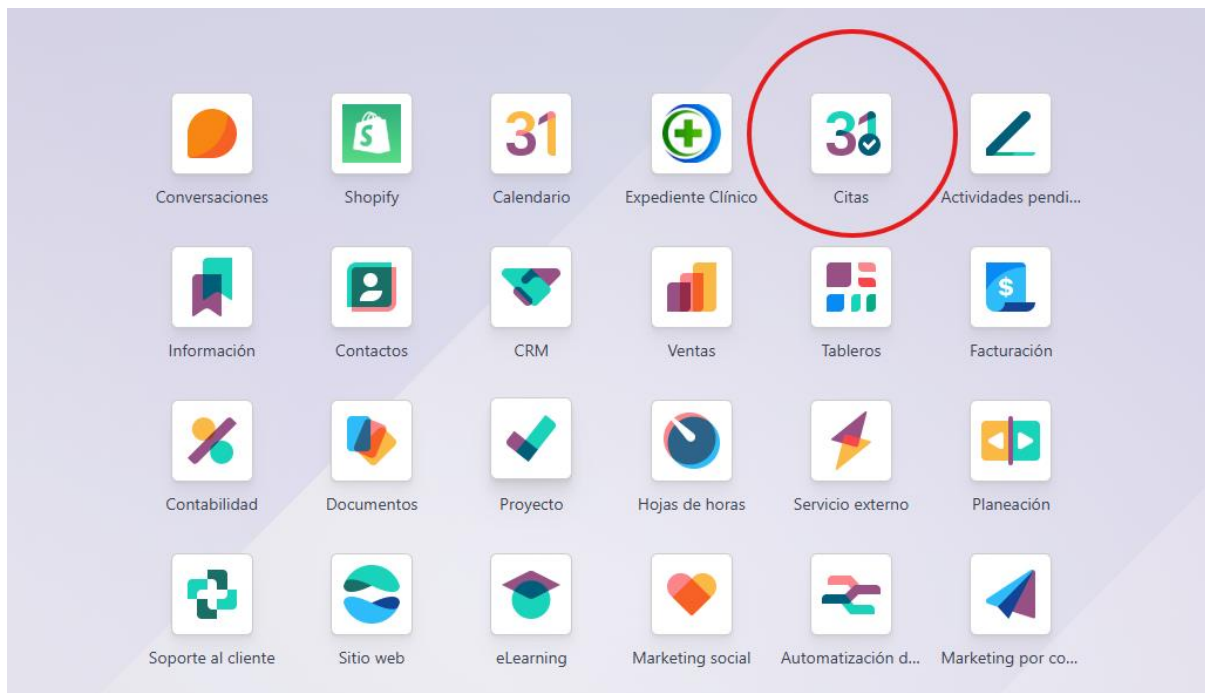 31
31
Conversaciones
Shopify
Calendario
Expediente Clínico
Citas
Actividades pendi...
Información
Contactos
CRM
Ventas
Tableros
Facturación
Contabilidad
Documentos
Proyecto
Hojas de horas
Servicio externo
Planeación
Soporte al cliente
Sitio web
eLearning
Marketing social
Automatización d...
Marketing por co...